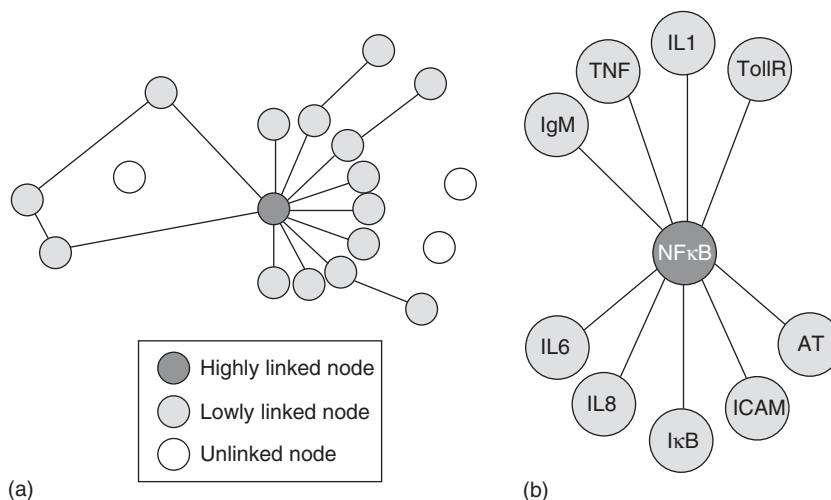 Highly linked node
Lowly linked node
Unlinked node
(a)
IL1
TNF
TollR
IgM
NFκB
IL6
AT
IL8
ICAM
IκB
(b)